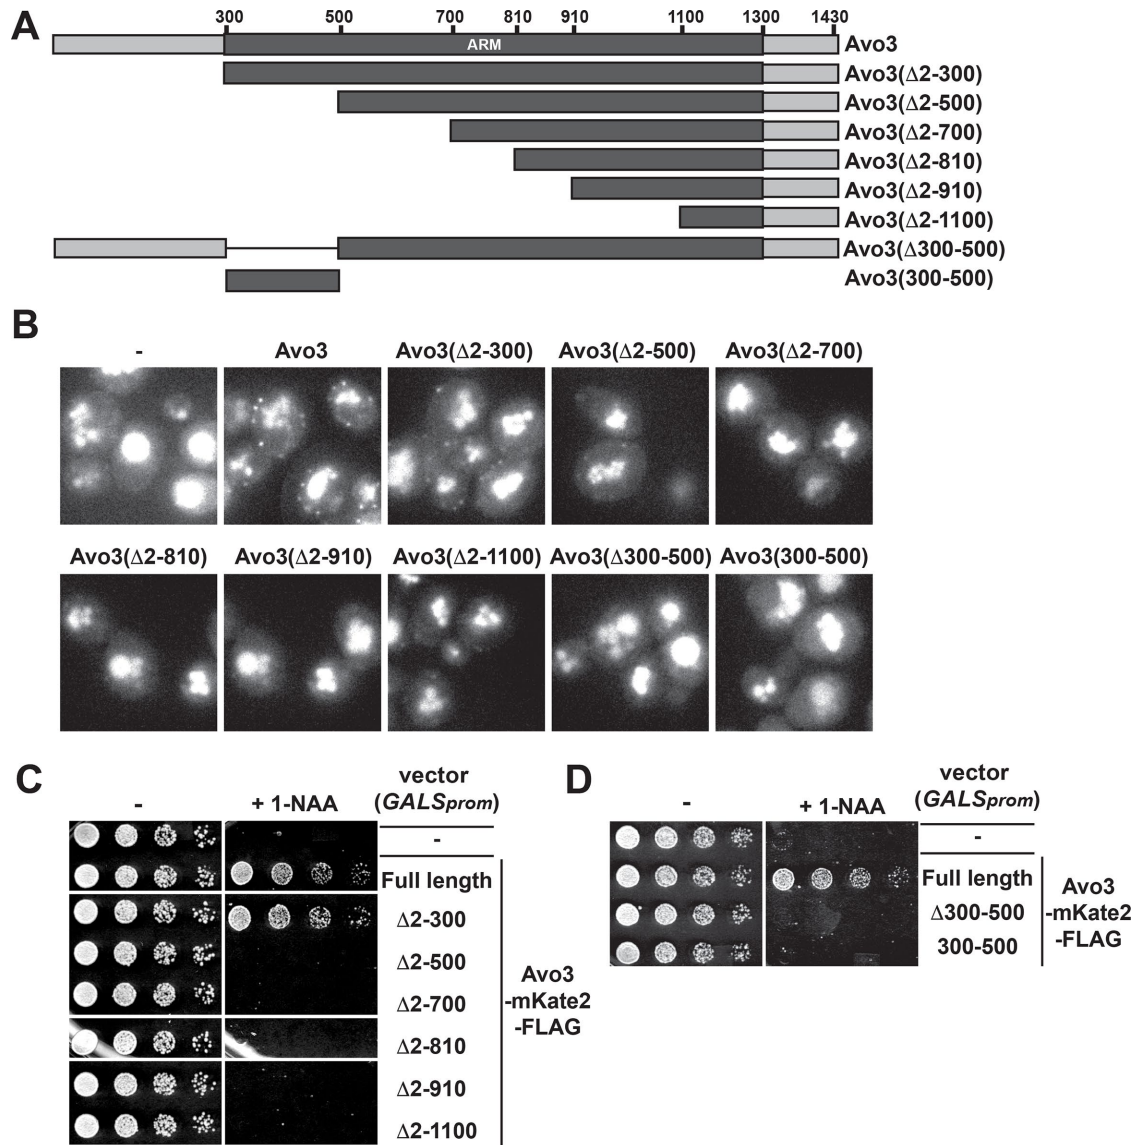 A
300 500 700 810 910 1100 1300 1430
ARM
Avo3
Avo3(Δ2-300)
Avo3(Δ2-500)
Avo3(Δ2-700)
Avo3(Δ2-810)
Avo3(Δ2-910)
Avo3(Δ2-1100)
Avo3(Δ300-500)
Avo3(300-500)
B
- Avo3 Avo3(Δ2-300) Avo3(Δ2-500) Avo3(Δ2-700)
Avo3(Δ2-810) Avo3(Δ2-910) Avo3(Δ2-1100) Avo3(Δ300-500) Avo3(300-500)
C
- + 1-NAA
vector
(GALSprom)
-
Full length
Δ2-300
Δ2-500
Δ2-700
Δ2-810
Δ2-910
Δ2-1100
Avo3
-mKate2
-FLAG
D
- + 1-NAA
vector
(GALSprom)
-
Full length
Δ300-500
300-500
Avo3
-mKate2
-FLAG